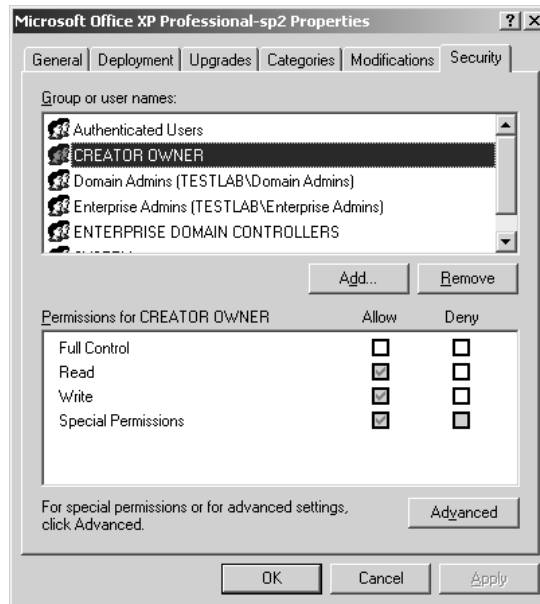 Microsoft Office XP Professional-sp2 Properties
General Deployment Upgrades Categories Modifications Security
Group or user names:
Authenticated Users
CREATOR OWNER
Domain Admins (TESTLAB\Domain Admins)
Enterprise Admins (TESTLAB\Enterprise Admins)
ENTERPRISE DOMAIN CONTROLLERS
Add... Remove
Permissions for CREATOR OWNER Allow Deny
Full Control
Read
Write
Special Permissions
For special permissions or for advanced settings,
click Advanced.
Advanced
OK Cancel Apply